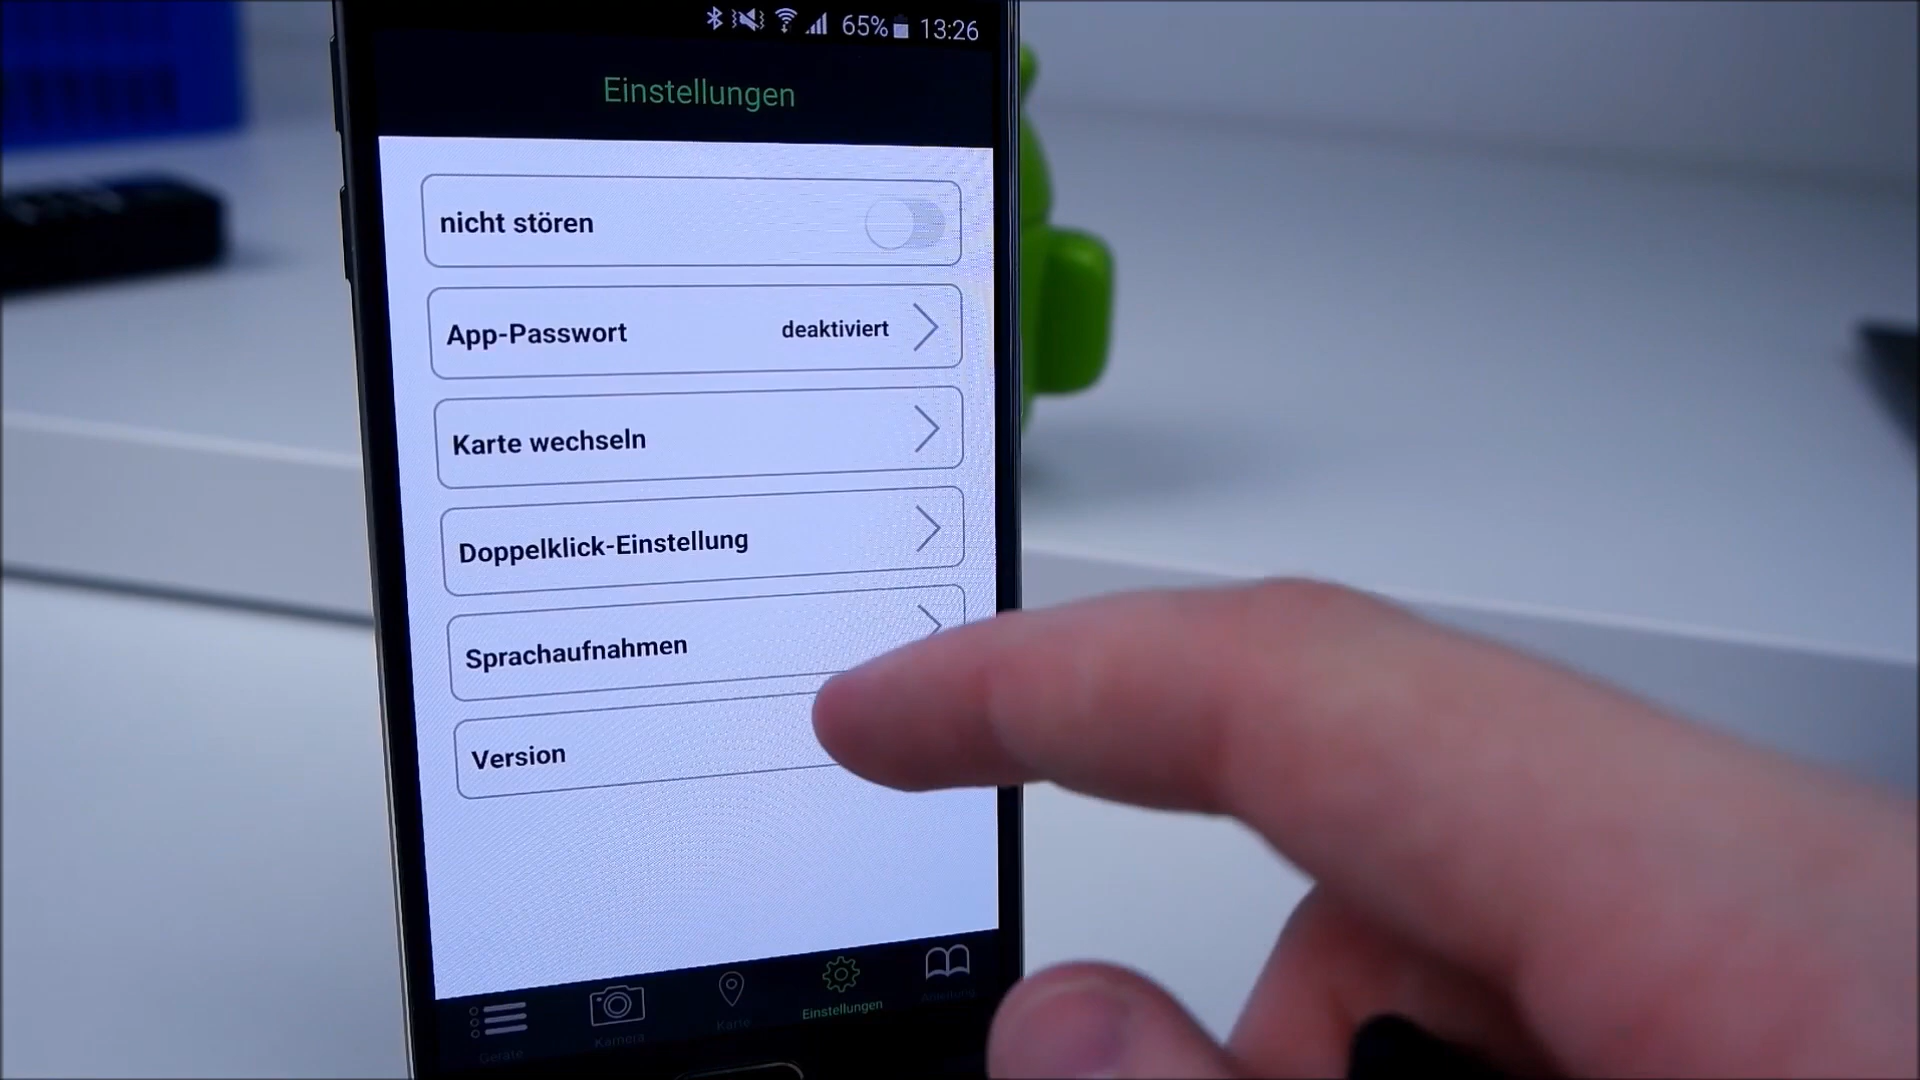 65% 13:26
Einstellungen
nicht stören
App-Passwort deaktiviert
Karte wechseln
Doppelklick-Einstellung
Sprachaufnahmen
Version
Geräte
Kamera
Karte
Einstellungen
Anleitung